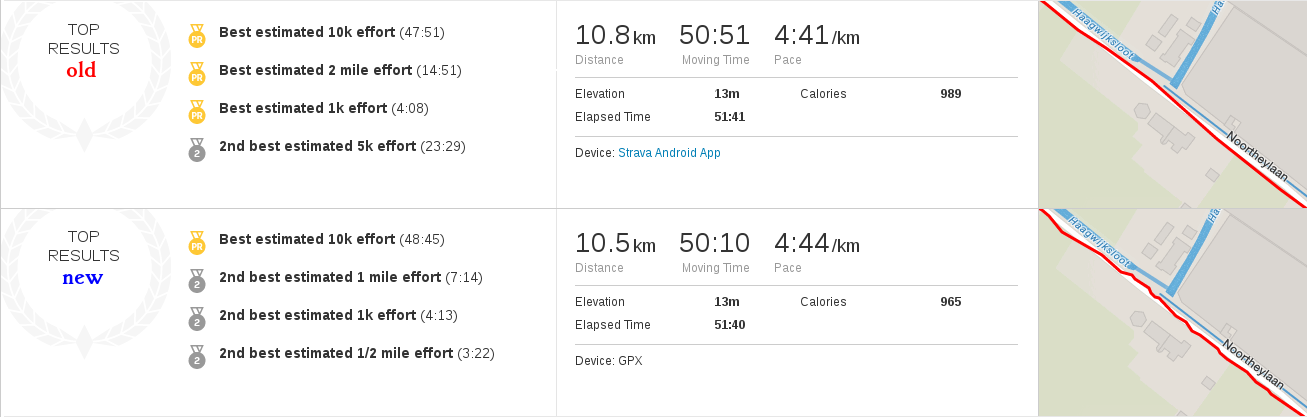 TOP
RESULTS
old
PR
Best estimated 10k effort (47:51)
PR
Best estimated 2 mile effort (14:51)
PR
Best estimated 1k effort (4:08)
2
2nd best estimated 5k effort (23:29)
10.8 km 50:51 4:41/km
Distance Moving Time Pace
Elevation 13m Calories 989
Elapsed Time 51:41
Device: Strava Android App
Haagwijksloot
Ha
Noortheylaan
TOP
RESULTS
new
PR
Best estimated 10k effort (48:45)
2
2nd best estimated 1 mile effort (7:14)
2
2nd best estimated 1k effort (4:13)
2
2nd best estimated 1/2 mile effort (3:22)
10.5 km 50:10 4:44/km
Distance Moving Time Pace
Elevation 13m Calories 965
Elapsed Time 51:40
Device: GPX
Haagwijksloot
Ha
Noortheylaan